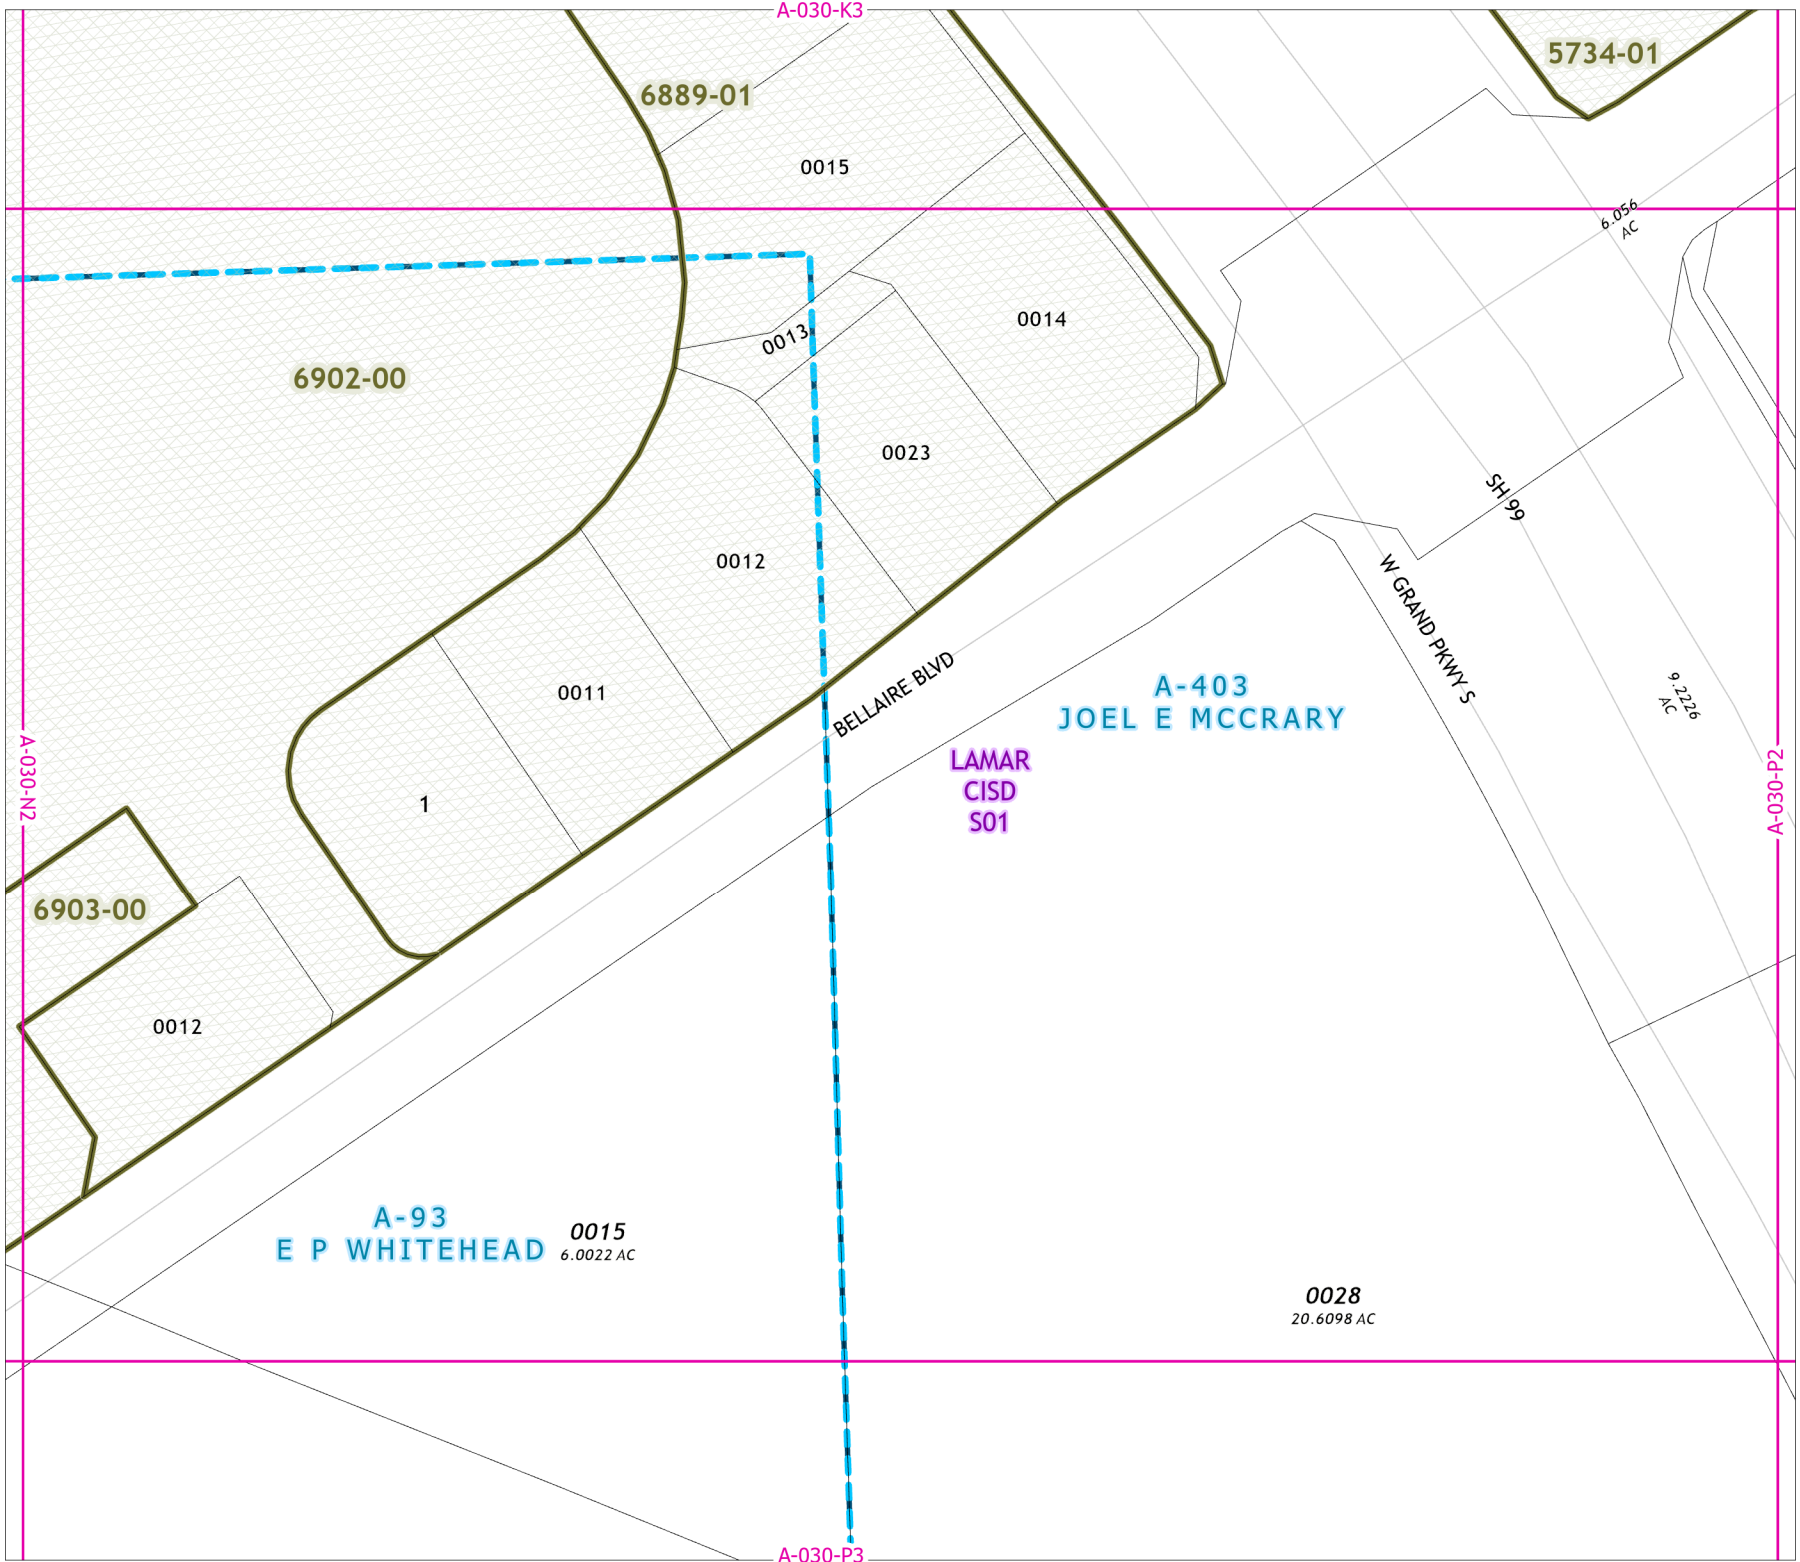 A-030-K3
5734-01
6889-01
0015
6.056
AC
0013
0014
6902-00
0023
SH 99
0012
W GRAND PKWY S
0011
BELLAIRE BLVD
A-403
JOEL E MCCRARY
9.2226
AC
LAMAR
CISD
S01
A-030-N2
A-030-P2
1
6903-00
0012
A-93
E P WHITEHEAD
0015
6.0022 AC
0028
20.6098 AC
A-030-P3